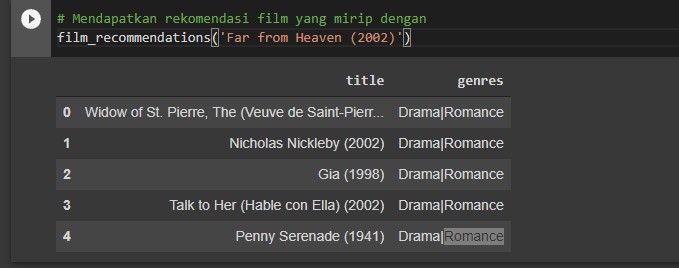 # Mendapatkan rekomendasi film yang mirip dengan
film_recommendations('Far from Heaven (2002)')
title genres
0 Widow of St. Pierre, The (Veuve de Saint-Pierr... Drama|Romance
1 Nicholas Nickleby (2002) Drama|Romance
2 Gia (1998) Drama|Romance
3 Talk to Her (Hable con Ella) (2002) Drama|Romance
4 Penny Serenade (1941) Drama|Romance